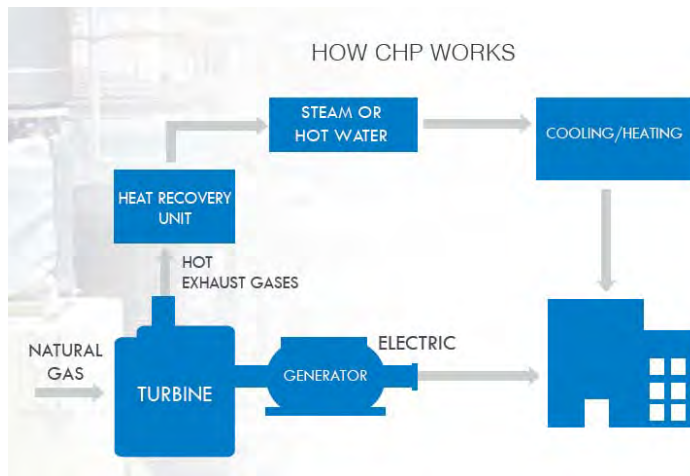 HOW CHP WORKS
STEAM OR
HOT WATER
COOLING/HEATING
HEAT RECOVERY
UNIT
HOT
EXHAUST GASES
NATURAL
GAS
TURBINE
GENERATOR
ELECTRIC